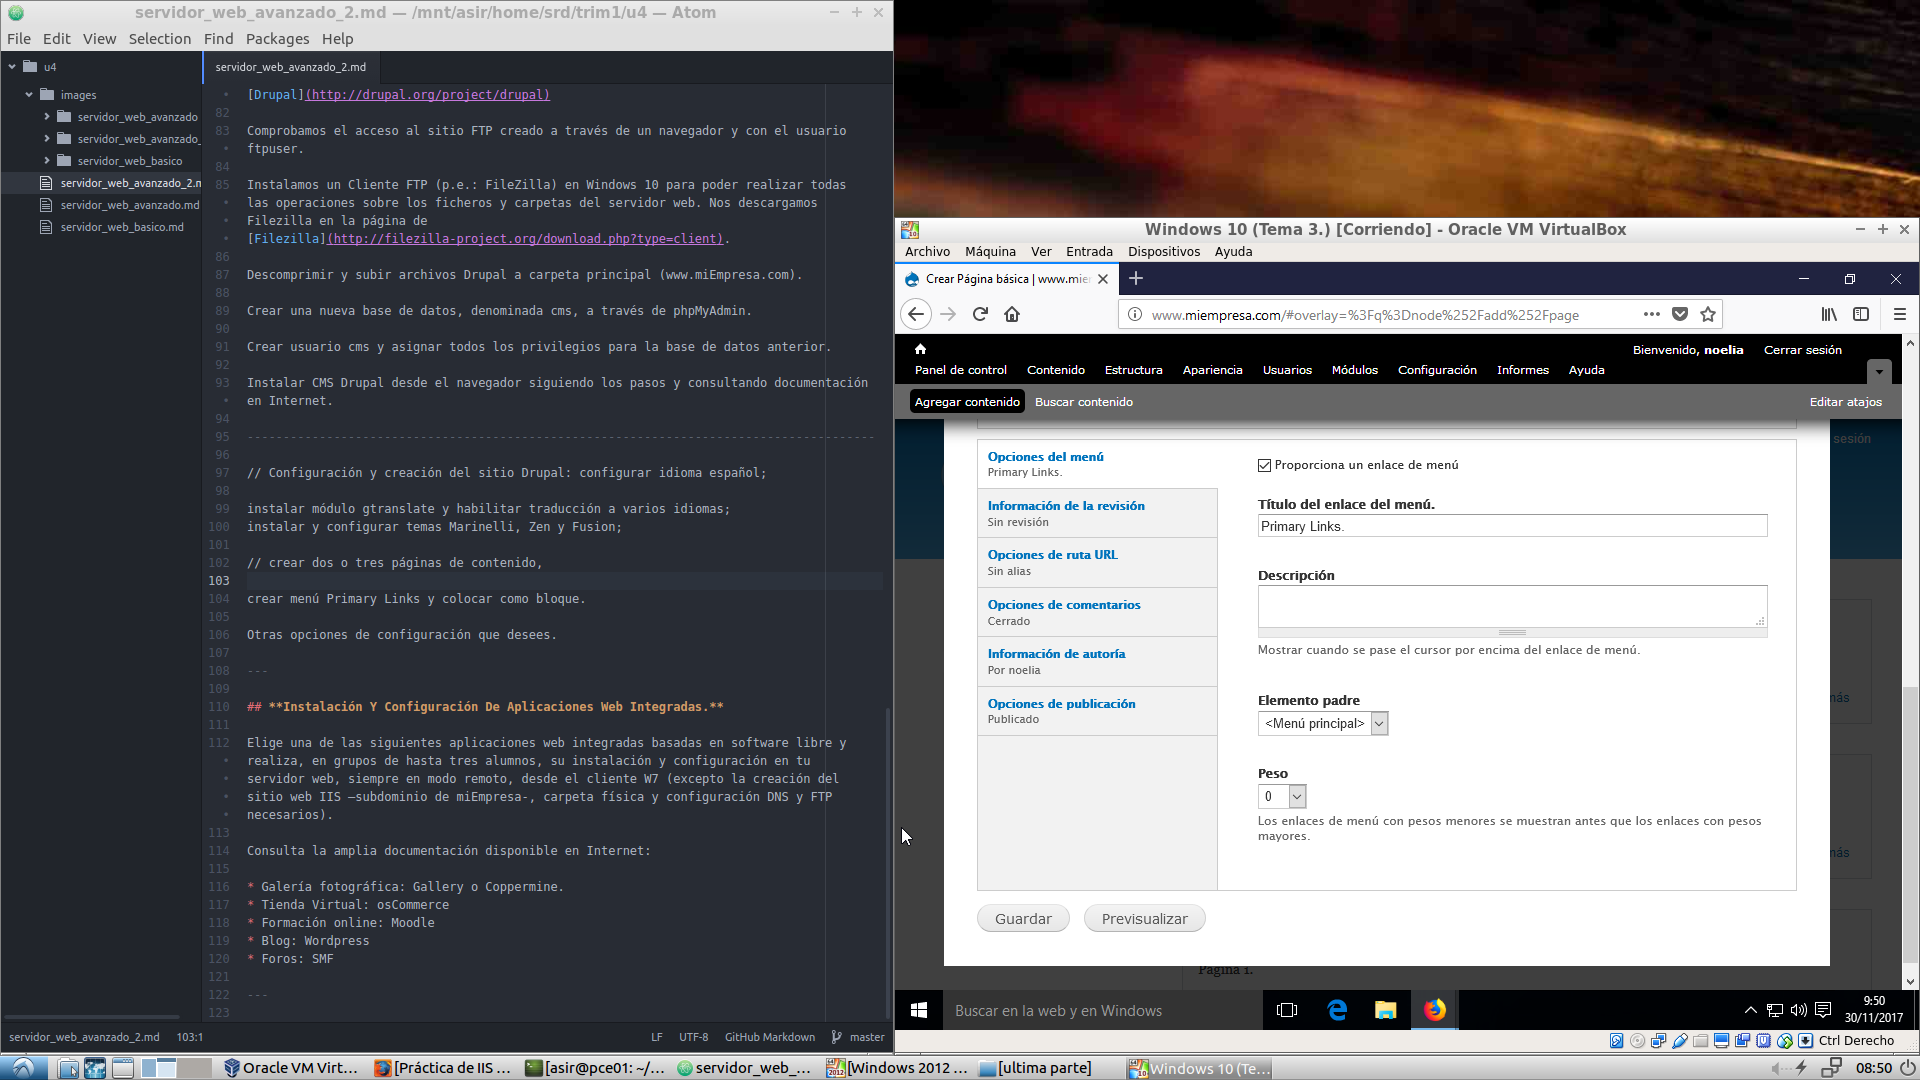 servidor_web_avanzado_2.md — /mnt/asir/home/srd/trim1/u4 — Atom
File Edit View Selection Find Packages Help
u4
images
servidor_web_avanzado
servidor_web_avanzado_
servidor_web_basico
servidor_web_avanzado_2.m
servidor_web_avanzado.md
servidor_web_basico.md
servidor_web_avanzado_2.md
[Drupal](http://drupal.org/project/drupal)
82
83 Comprobamos el acceso al sitio FTP creado a través de un navegador y con el usuario
ftpuser.
84
85 Instalamos un Cliente FTP (p.e.: FileZilla) en Windows 10 para poder realizar todas
las operaciones sobre los ficheros y carpetas del servidor web. Nos descargamos
Filezilla en la página de
[Filezilla](http://filezilla-project.org/download.php?type=client).
86
87 Descomprimir y subir archivos Drupal a carpeta principal (www.miEmpresa.com).
88
89 Crear una nueva base de datos, denominada cms, a través de phpMyAdmin.
90
91 Crear usuario cms y asignar todos los privilegios para la base de datos anterior.
92
93 Instalar CMS Drupal desde el navegador siguiendo los pasos y consultando documentación
en Internet.
94
95 ---------------------------------------------------------------------------------------
96
97 // Configuración y creación del sitio Drupal: configurar idioma español;
98
99 instalar módulo gtranslate y habilitar traducción a varios idiomas;
100 instalar y configurar temas Marinelli, Zen y Fusion;
101
102 // crear dos o tres páginas de contenido,
103
104 crear menú Primary Links y colocar como bloque.
105
106 Otras opciones de configuración que desees.
107
108 ---
109
110 ## **Instalación Y Configuración De Aplicaciones Web Integradas.**
111
112 Elige una de las siguientes aplicaciones web integradas basadas en software libre y
realiza, en grupos de hasta tres alumnos, su instalación y configuración en tu
servidor web, siempre en modo remoto, desde el cliente W7 (excepto la creación del
sitio web IIS –subdominio de miEmpresa-, carpeta física y configuración DNS y FTP
necesarios).
113
114 Consulta la amplia documentación disponible en Internet:
115
116 * Galería fotográfica: Gallery o Coppermine.
117 * Tienda Virtual: osCommerce
118 * Formación online: Moodle
119 * Blog: Wordpress
120 * Foros: SMF
121
122 ---
123
servidor_web_avanzado_2.md 103:1 LF UTF-8 GitHub Markdown master
Windows 10 (Tema 3.) [Corriendo] - Oracle VM VirtualBox
Archivo Máquina Ver Entrada Dispositivos Ayuda
Crear Página básica | www.mie
www.miempresa.com/#overlay=%3Fq%3Dnode%252Fadd%252Fpage
Bienvenido, noelia Cerrar sesión
Panel de control Contenido Estructura Apariencia Usuarios Módulos Configuración Informes Ayuda
Agregar contenido Buscar contenido Editar atajos
sesión
Opciones del menú
Primary Links.
Información de la revisión
Sin revisión
Opciones de ruta URL
Sin alias
Opciones de comentarios
Cerrado
Información de autoría
Por noelia
Opciones de publicación
Publicado
Proporciona un enlace de menú
Título del enlace del menú.
Primary Links.
Descripción
Mostrar cuando se pase el cursor por encima del enlace de menú.
Elemento padre
<Menú principal>
Peso
0
Los enlaces de menú con pesos menores se muestran antes que los enlaces con pesos
mayores.
 más
 más
Guardar Previsualizar
Página 1.
Buscar en la web y en Windows
9:50
30/11/2017
Ctrl Derecho
Oracle VM Virt... [Práctica de IIS ... [asir@pce01: ~/... servidor_web_... [Windows 2012 ... [ultima parte] Windows 10 (Te... 08:50